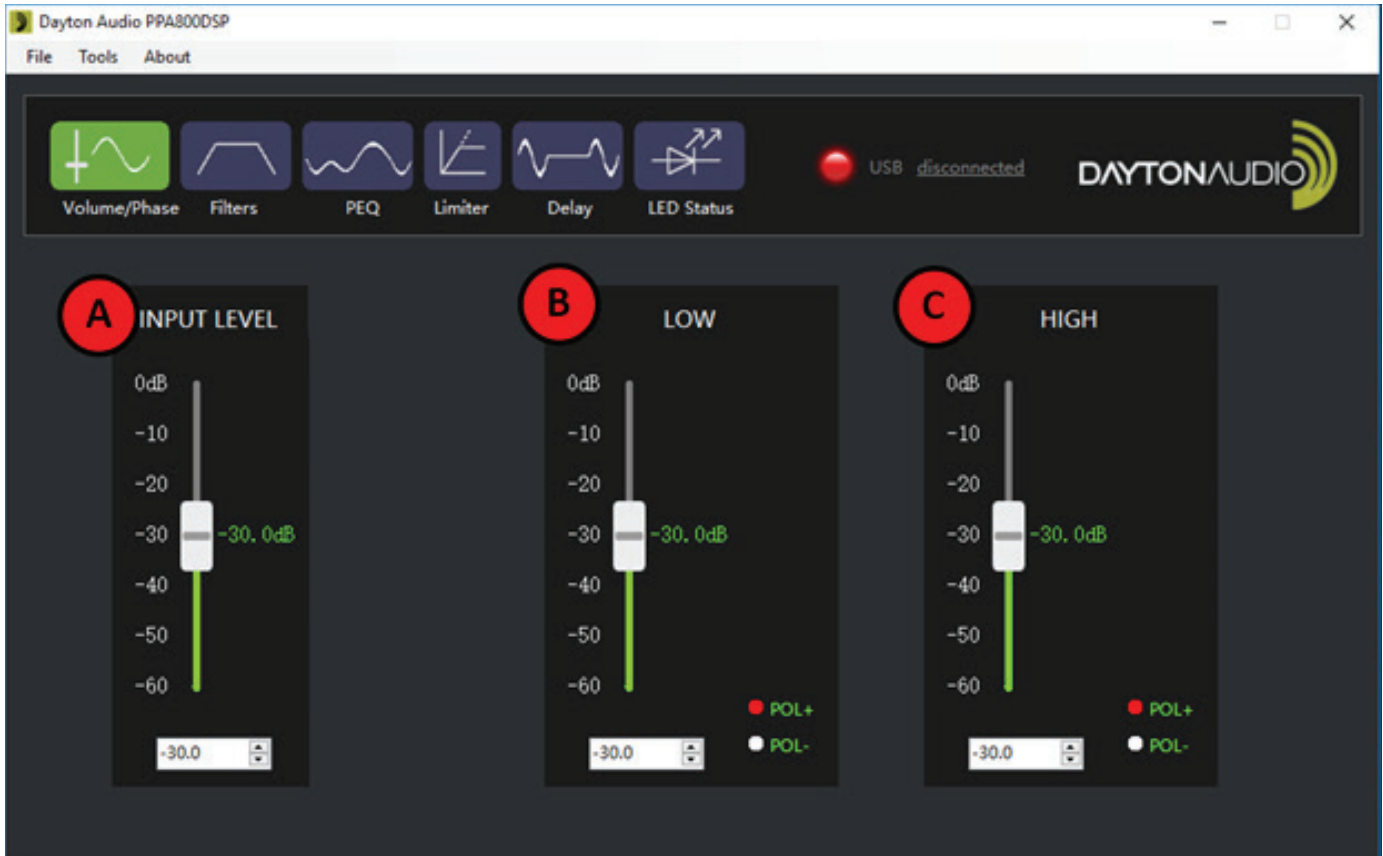 Dayton Audio PPA800DSP
File Tools About
Volume/Phase Filters PEQ Limiter Delay LED Status
USB disconnected
DAYTONAUDIO
A
INPUT LEVEL
0dB
-10
-20
-30
-30.0dB
-40
-50
-60
-30.0
B
LOW
0dB
-10
-20
-30
-30.0dB
-40
-50
-60
POL+
POL-
-30.0
C
HIGH
0dB
-10
-20
-30
-30.0dB
-40
-50
-60
POL+
POL-
-30.0